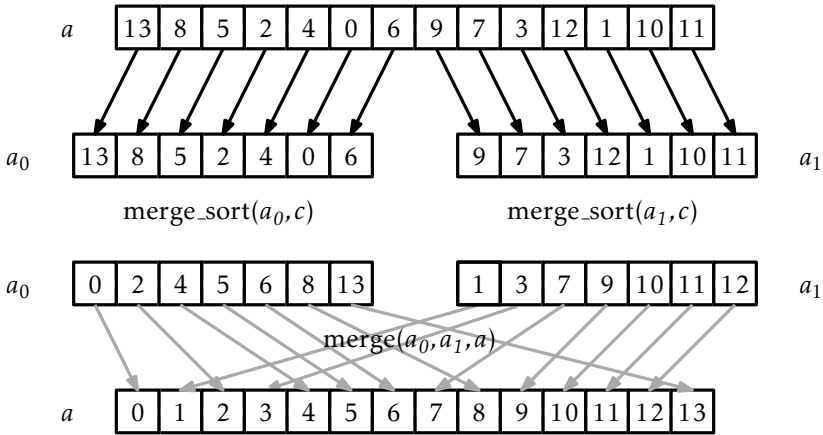 a 13 8 5 2 4 0 6 9 7 3 12 1 10 11
a0 13 8 5 2 4 0 6 9 7 3 12 1 10 11 a1
merge_sort(a0,c) merge_sort(a1,c)
a0 0 2 4 5 6 8 13 1 3 7 9 10 11 12 a1
merge(a0,a1,a)
a 0 1 2 3 4 5 6 7 8 9 10 11 12 13